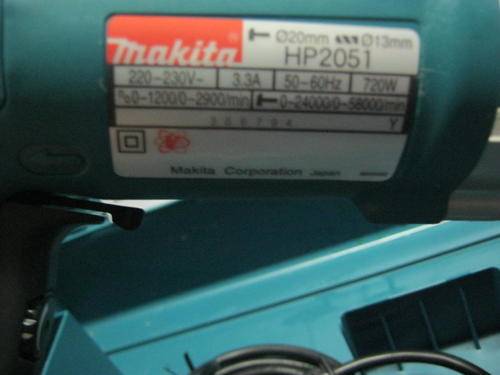 makita® Ø20mm Ø13mm
HP2051
220-230V~ 3.3A 50-60Hz 720W
n₀0-1200/0-2900/min 0-24000/0-58000/min
Y
Makita Corporation Japan